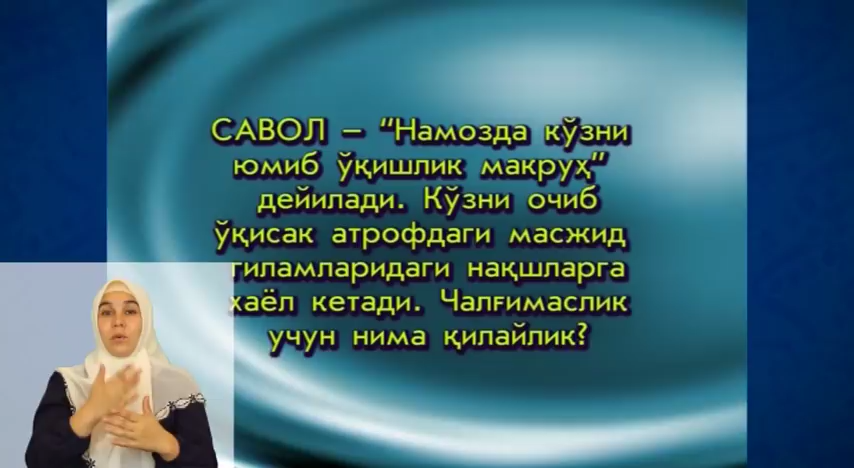 САВОЛ – “Намозда кўзни
юмиб ўқишлик макруҳ”
дейилади. Кўзни очиб
ўқисак атрофдаги масжид
гиламларидаги нақшларга
хаёл кетади. Чалғимаслик
учун нима қилайлик?